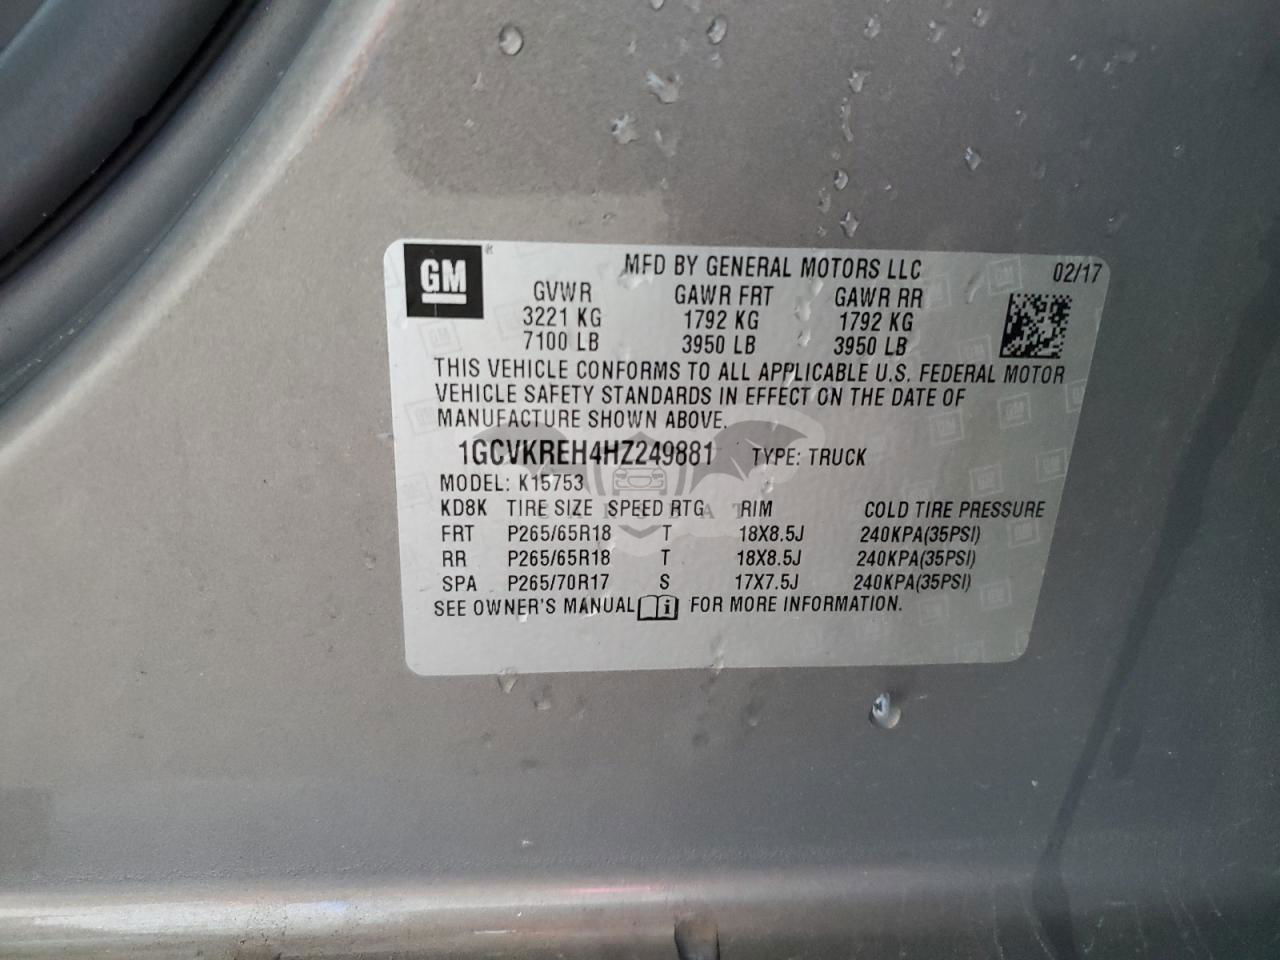 GM ®
MFD BY GENERAL MOTORS LLC 02/17
GVWR GAWR FRT GAWR RR
3221 KG 1792 KG 1792 KG
7100 LB 3950 LB 3950 LB
THIS VEHICLE CONFORMS TO ALL APPLICABLE U.S. FEDERAL MOTOR
VEHICLE SAFETY STANDARDS IN EFFECT ON THE DATE OF
MANUFACTURE SHOWN ABOVE.
1GCVKREH4HZ249881 TYPE: TRUCK
MODEL: K15753
KD8K TIRE SIZE SPEED RTG RIM COLD TIRE PRESSURE
FRT P265/65R18 T 18X8.5J 240KPA(35PSI)
RR P265/65R18 T 18X8.5J 240KPA(35PSI)
SPA P265/70R17 S 17X7.5J 240KPA(35PSI)
SEE OWNER'S MANUAL i FOR MORE INFORMATION.